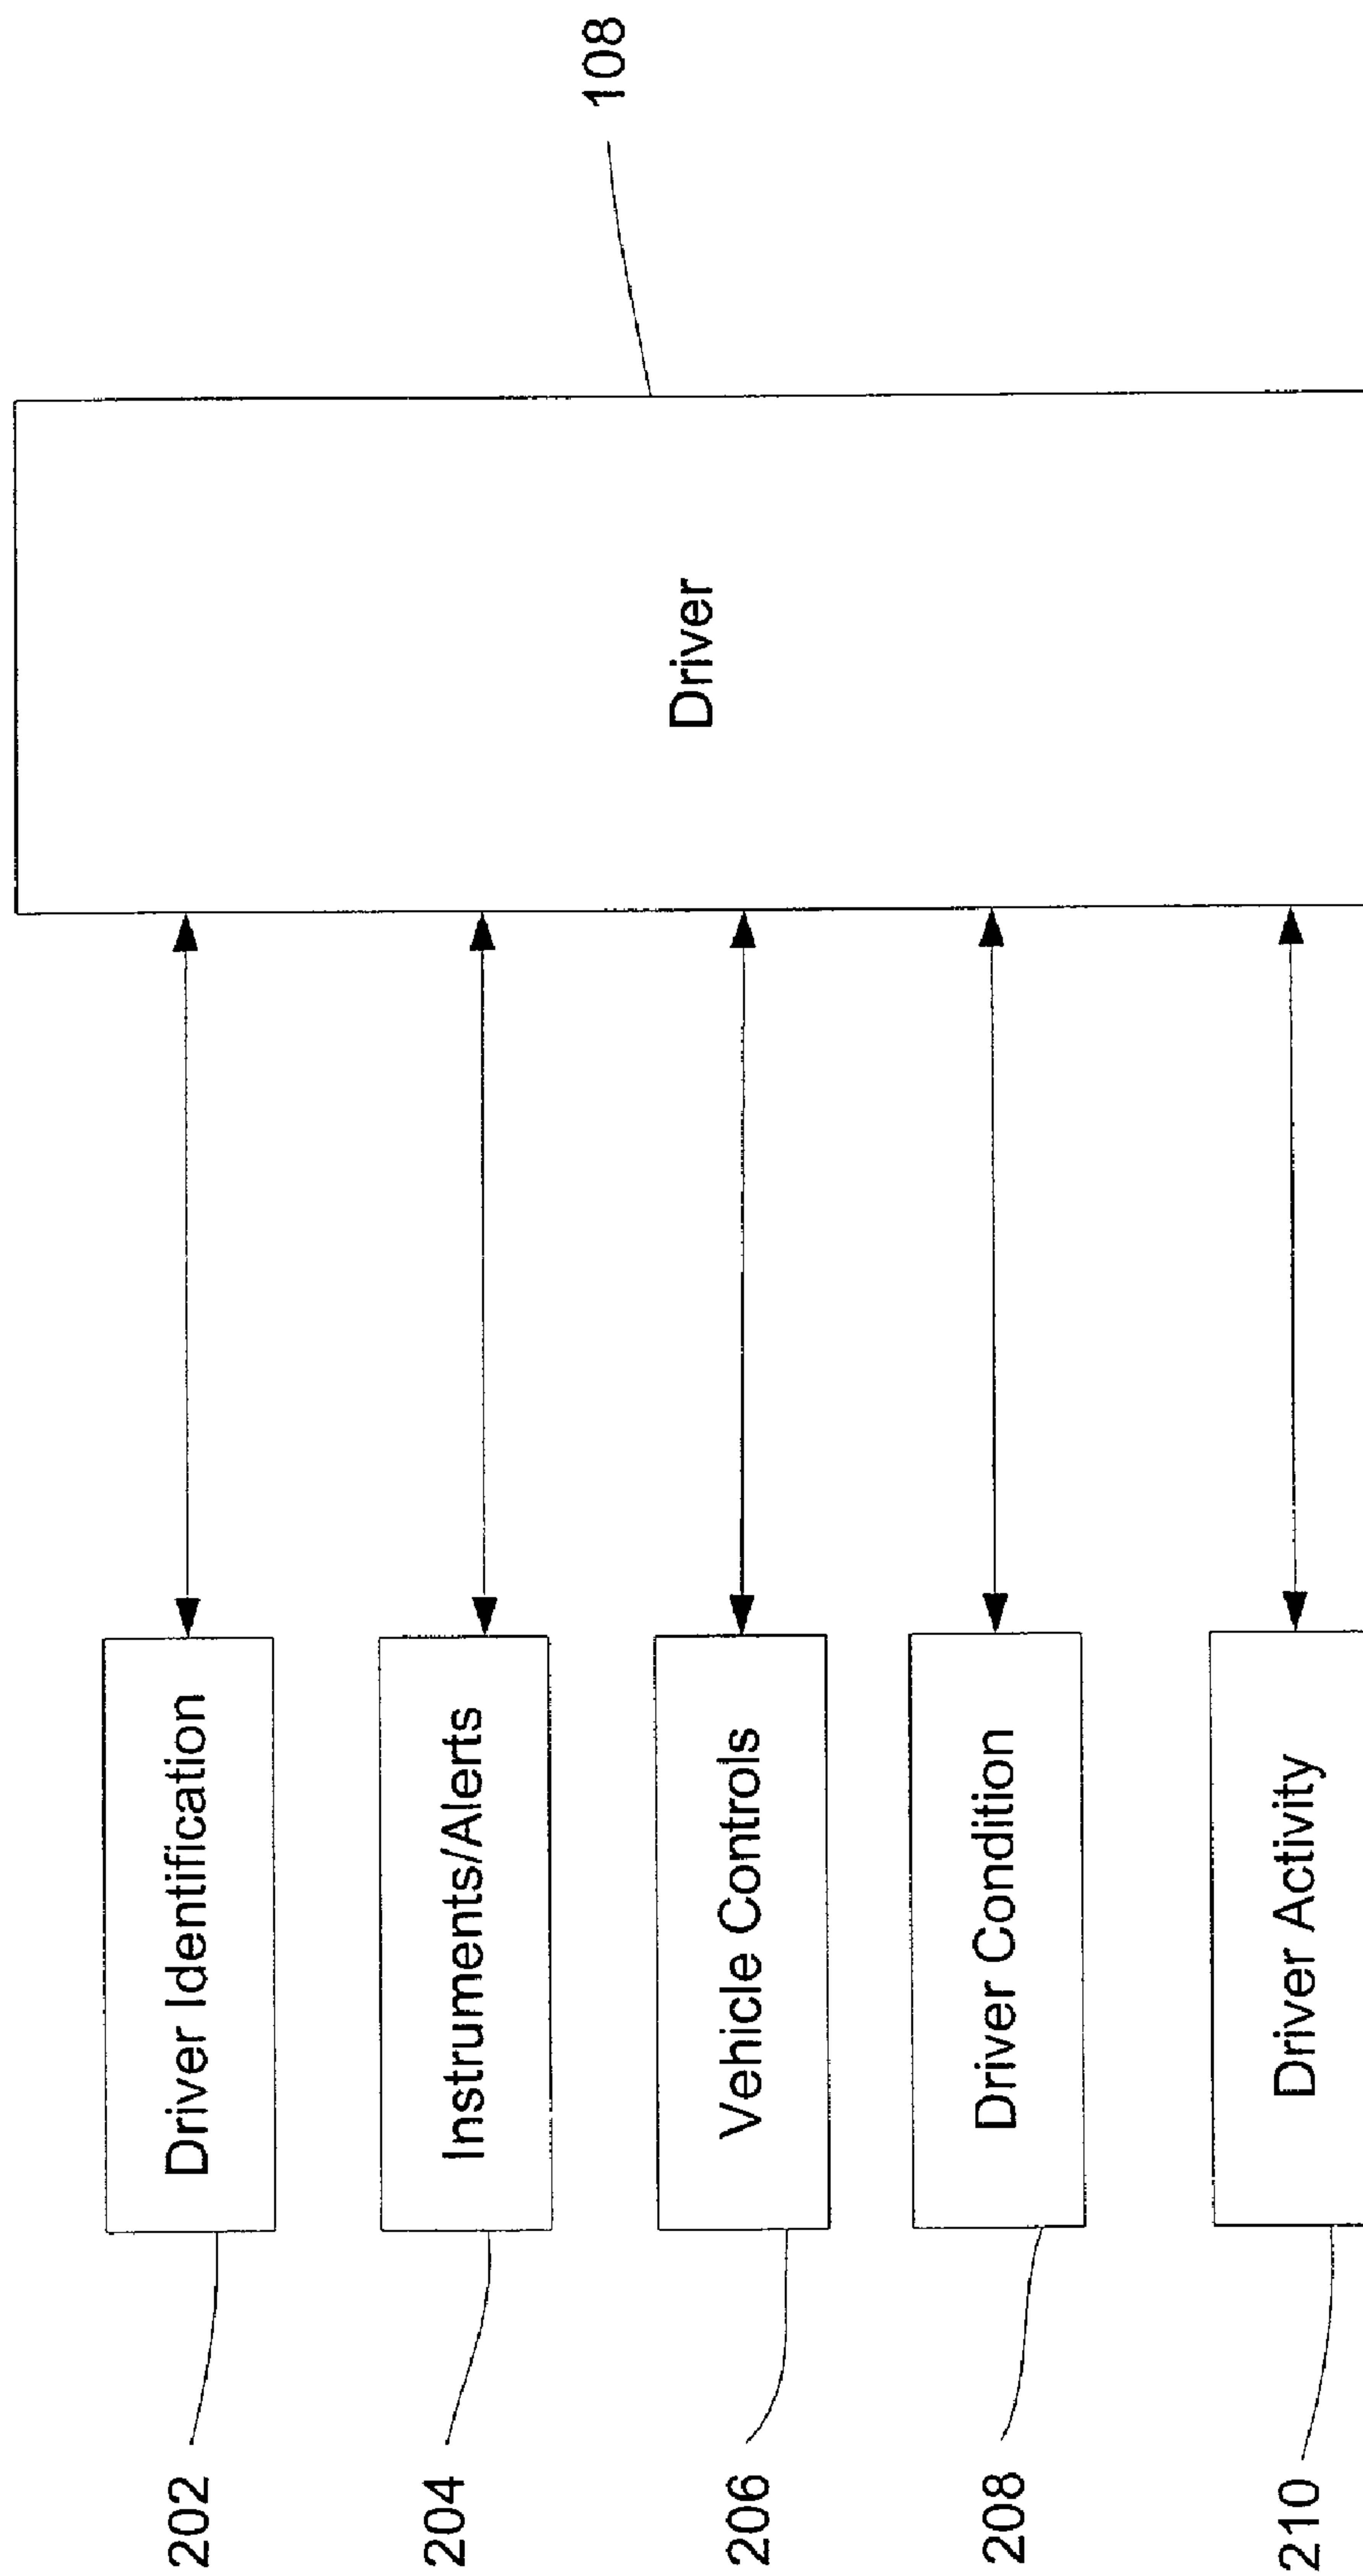 108
Driver
Driver Identification
Instruments/Alerts
Vehicle Controls
Driver Condition
Driver Activity
202
204
206
208
210